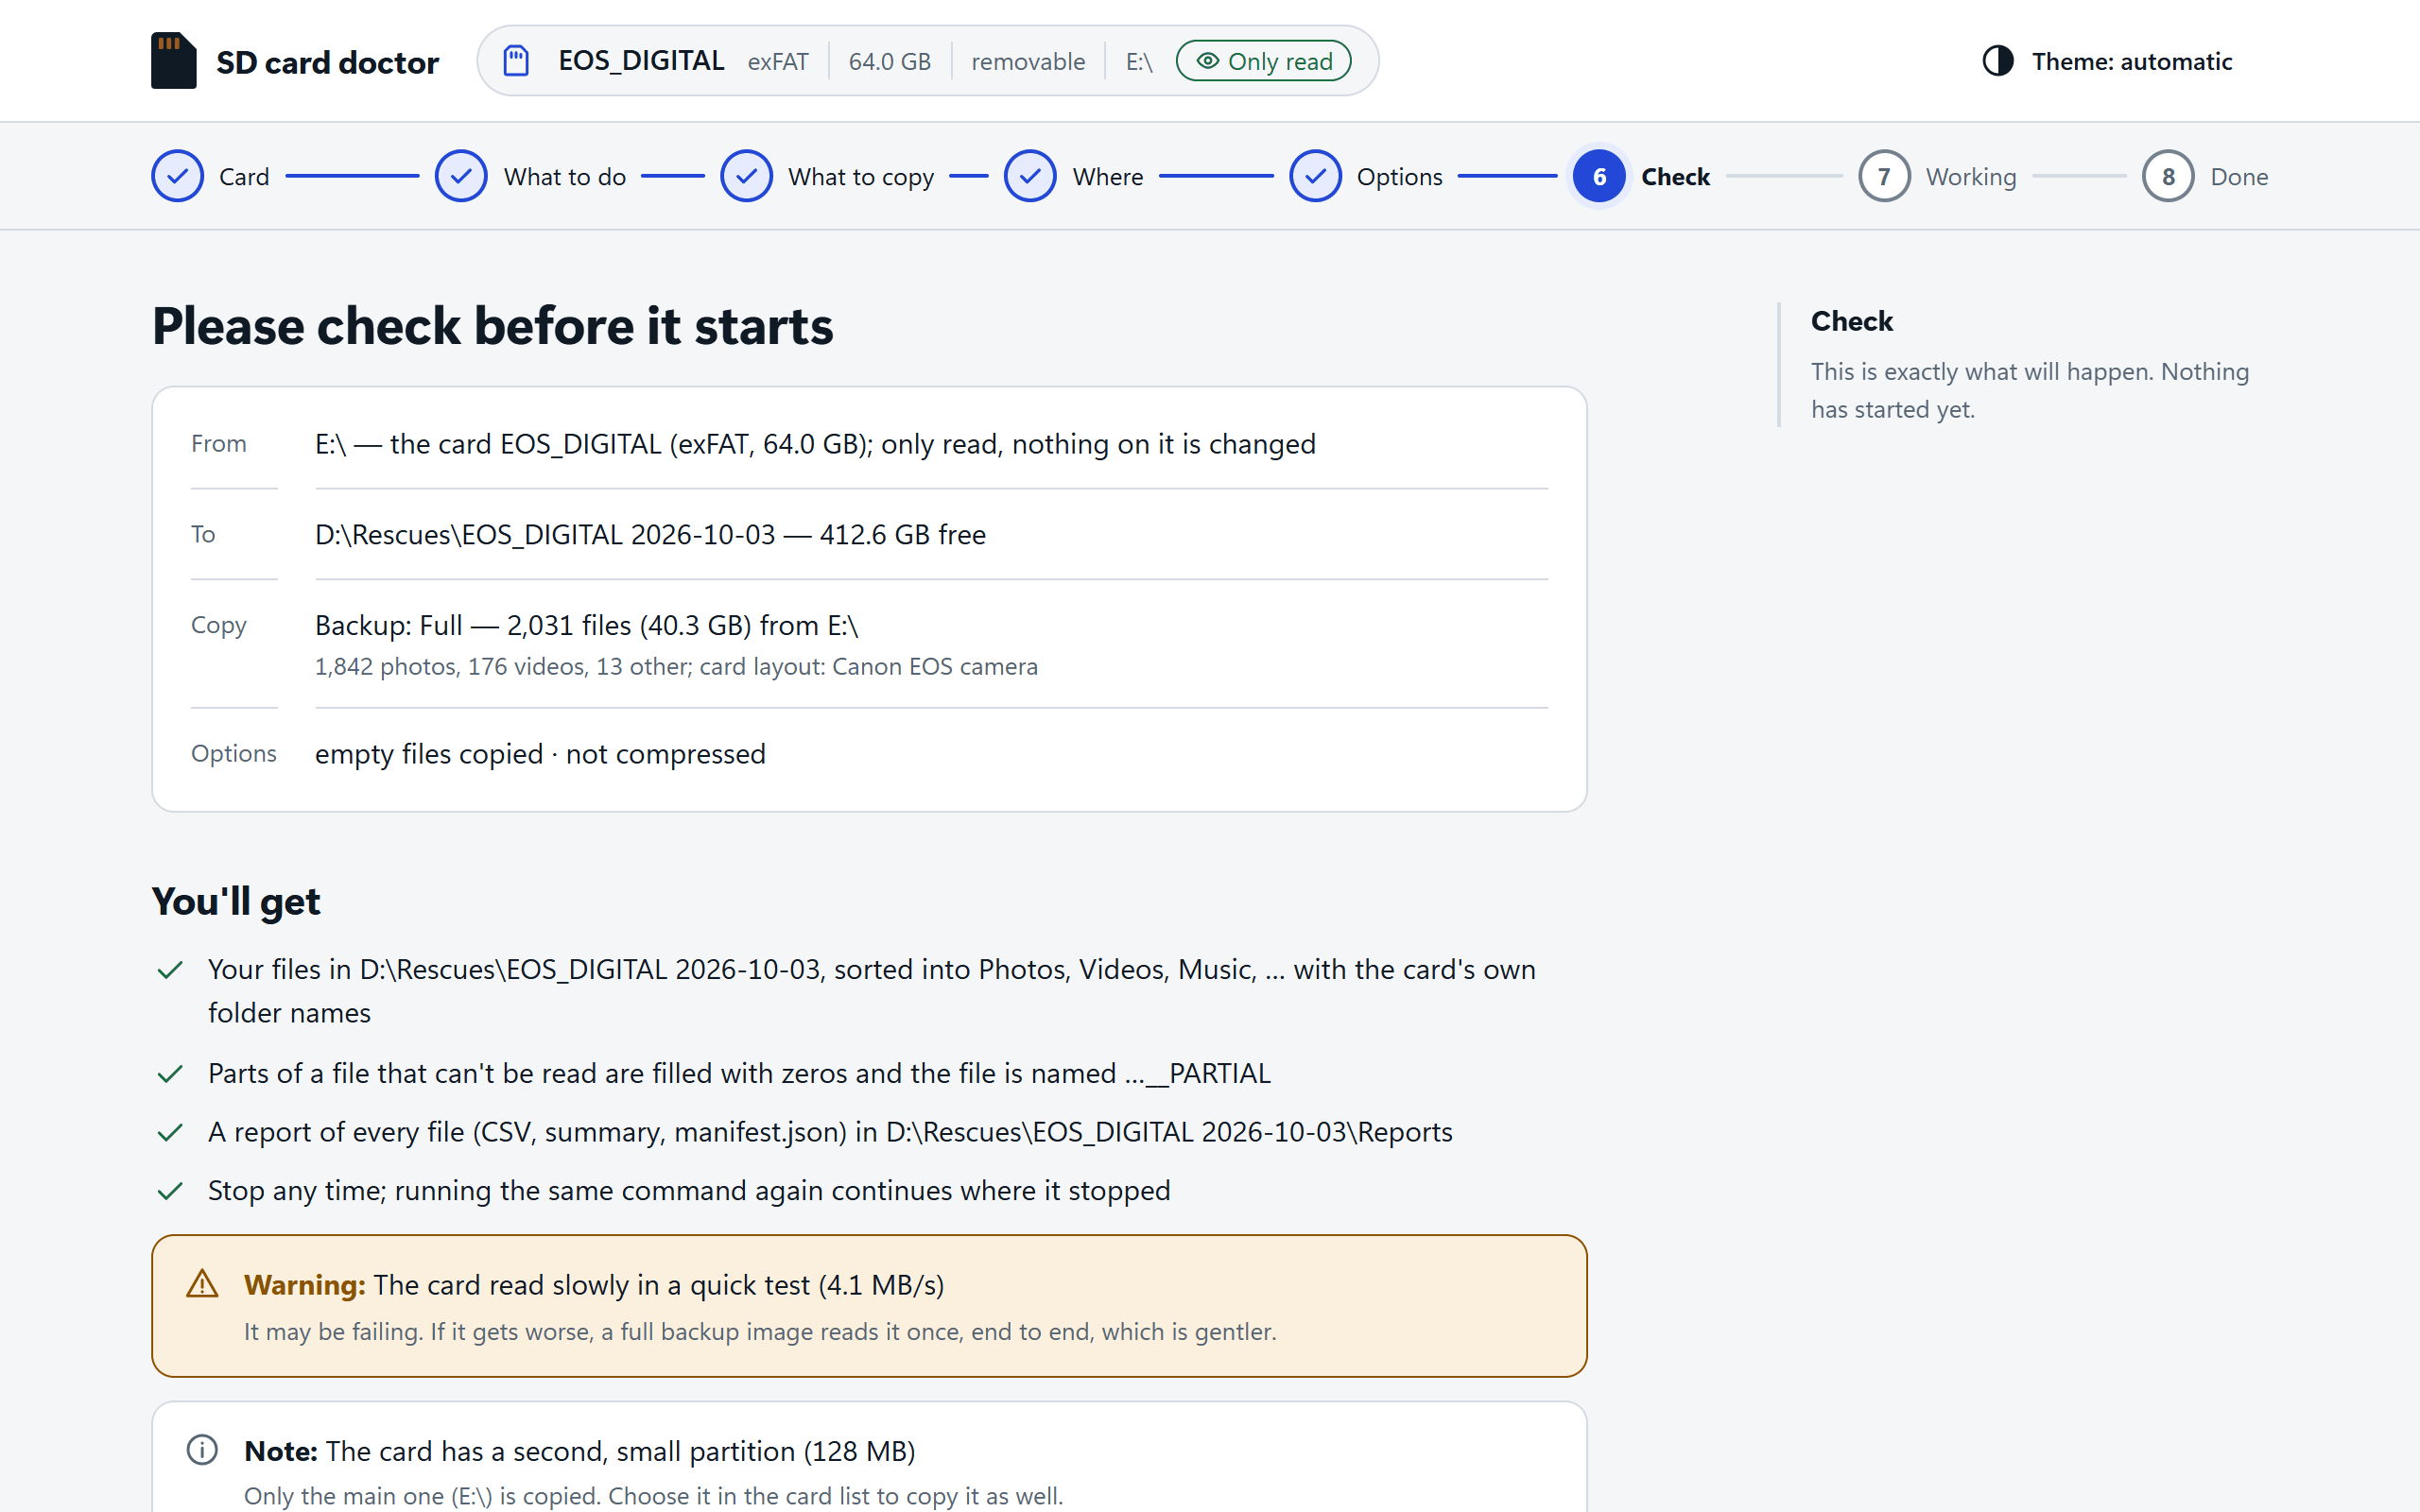 SD card doctor
EOS_DIGITAL exFAT 64.0 GB removable E:\ Only read
Theme: automatic
Card What to do What to copy Where Options 6 Check 7 Working 8 Done
Please check before it starts
From E:\ — the card EOS_DIGITAL (exFAT, 64.0 GB); only read, nothing on it is changed
To D:\Rescues\EOS_DIGITAL 2026-10-03 — 412.6 GB free
Copy Backup: Full — 2,031 files (40.3 GB) from E:\
1,842 photos, 176 videos, 13 other; card layout: Canon EOS camera
Options empty files copied · not compressed
You'll get
Your files in D:\Rescues\EOS_DIGITAL 2026-10-03, sorted into Photos, Videos, Music, … with the card's own
folder names
Parts of a file that can't be read are filled with zeros and the file is named …__PARTIAL
A report of every file (CSV, summary, manifest.json) in D:\Rescues\EOS_DIGITAL 2026-10-03\Reports
Stop any time; running the same command again continues where it stopped
Warning: The card read slowly in a quick test (4.1 MB/s)
It may be failing. If it gets worse, a full backup image reads it once, end to end, which is gentler.
Note: The card has a second, small partition (128 MB)
Only the main one (E:\) is copied. Choose it in the card list to copy it as well.
Check
This is exactly what will happen. Nothing
has started yet.